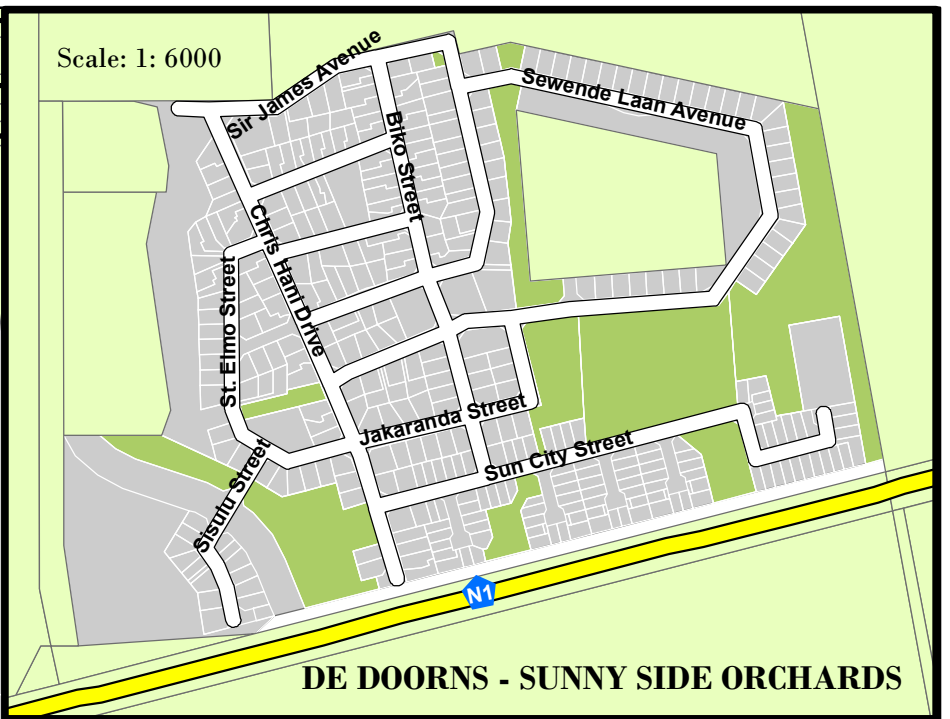 Scale: 1: 6000
Sir James Avenue
Sewende Laan Avenue
Biko Street
Chris Hani Drive
St. Elmo Street
Jakaranda Street
Sun City Street
Sisulu Street
N1
DE DOORNS - SUNNY SIDE ORCHARDS